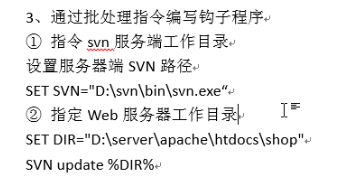 3、通过批处理指令编写钩子程序
① 指令 svn 服务端工作目录
设置服务器端 SVN 路径
SET SVN="D:\svn\bin\svn.exe“
② 指定 Web 服务器工作目录
SET DIR="D:\server\apache\htdocs\shop"
SVN update %DIR%